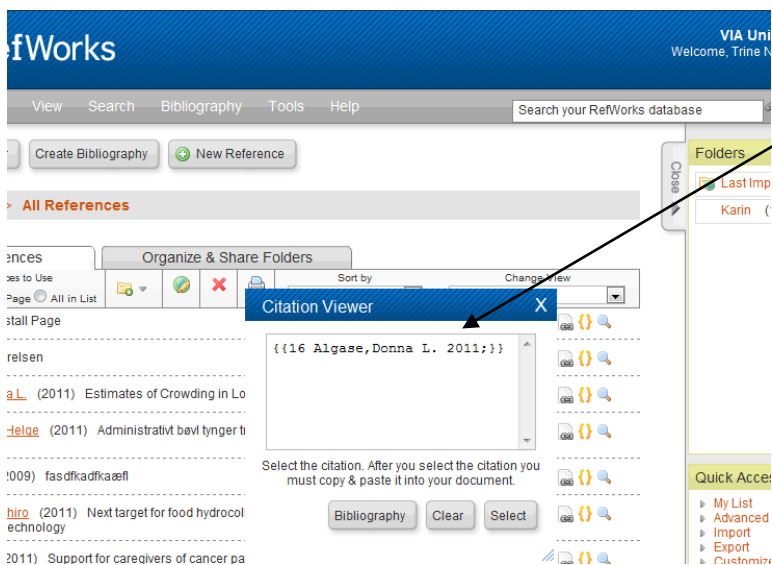 efWorks
VIA Uni
Welcome, Trine N
View Search Bibliography Tools Help
Search your RefWorks database
Create Bibliography New Reference
> All References
Close
Folders
Last Imp
Karin (
ences Organize & Share Folders
ces to Use
Page All in List
Sort by
Change View
Citation Viewer X
{{16 Algase,Donna L. 2011;}}
Select the citation. After you select the citation you
must copy & paste it into your document.
Bibliography Clear Select
stall Page
relsen
a L. (2011) Estimates of Crowding in Lo
Helge (2011) Administrativt bøvl tynger tr
2009) fasdfkadfkaæfl
hiro (2011) Next target for food hydrocoll
echnology
2011) Support for caregivers of cancer pa
Quick Acces
My List
Advanced
Import
Export
Customize